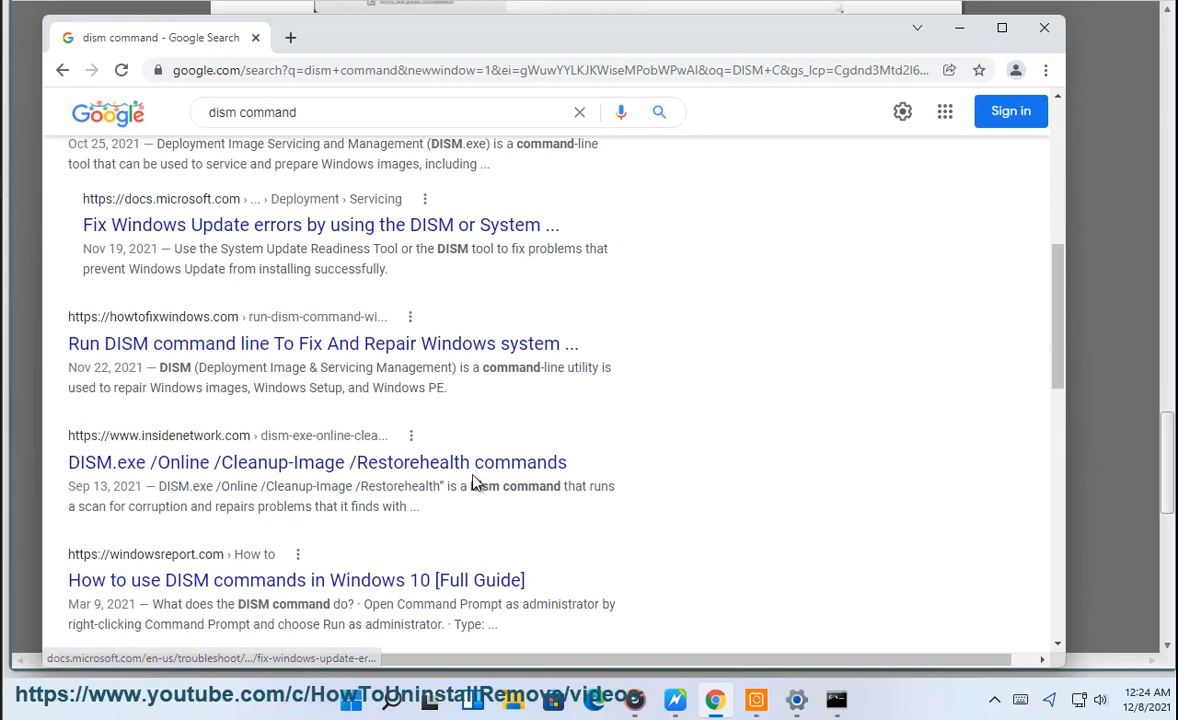 dism command - Google Search
google.com/search?q=dism+command&newwindow=1&ei=gWuwYYLKJKWiseMPobWPwAI&oq=DISM+C&gs_lcp=Cgdnd3Mtd2l6...
Google
dism command
Sign in
Oct 25, 2021 — Deployment Image Servicing and Management (DISM.exe) is a command-line
tool that can be used to service and prepare Windows images, including ...
https://docs.microsoft.com › ... › Deployment › Servicing
Fix Windows Update errors by using the DISM or System ...
Nov 19, 2021 — Use the System Update Readiness Tool or the DISM tool to fix problems that
prevent Windows Update from installing successfully.
https://howtofixwindows.com › run-dism-command-wi...
Run DISM command line To Fix And Repair Windows system ...
Nov 22, 2021 — DISM (Deployment Image & Servicing Management) is a command-line utility is
used to repair Windows images, Windows Setup, and Windows PE.
https://www.insidenetwork.com › dism-exe-online-clea...
DISM.exe /Online /Cleanup-Image /Restorehealth commands
Sep 13, 2021 — DISM.exe /Online /Cleanup-Image /Restorehealth” is a dism command that runs
a scan for corruption and repairs problems that it finds with ...
https://windowsreport.com › How to
How to use DISM commands in Windows 10 [Full Guide]
Mar 9, 2021 — What does the DISM command do? · Open Command Prompt as administrator by
right-clicking Command Prompt and choose Run as administrator. · Type: ...
docs.microsoft.com/en-us/troubleshoot/.../fix-windows-update-er...
https://www.youtube.com/c/HowToUninstallRemove/videos
12:24 AM
12/8/2021